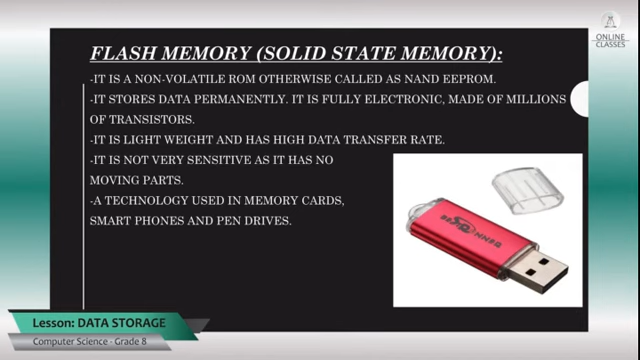 ONLINE
CLASSES
FLASH MEMORY (SOLID STATE MEMORY):
-IT IS A NON-VOLATILE ROM OTHERWISE CALLED AS NAND EEPROM.
-IT STORES DATA PERMANENTLY. IT IS FULLY ELECTRONIC, MADE OF MILLIONS
OF TRANSISTORS.
-IT IS LIGHT WEIGHT AND HAS HIGH DATA TRANSFER RATE.
-IT IS NOT VERY SENSITIVE AS IT HAS NO
MOVING PARTS.
-A TECHNOLOGY USED IN MEMORY CARDS,
SMART PHONES AND PEN DRIVES.
Lesson: DATA STORAGE
Computer Science - Grade 8